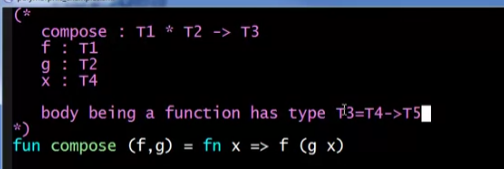 (*
compose : T1 * T2 -> T3
f : T1
g : T2
x : T4
body being a function has type T3=T4->T5
*)
fun compose (f,g) = fn x => f (g x)